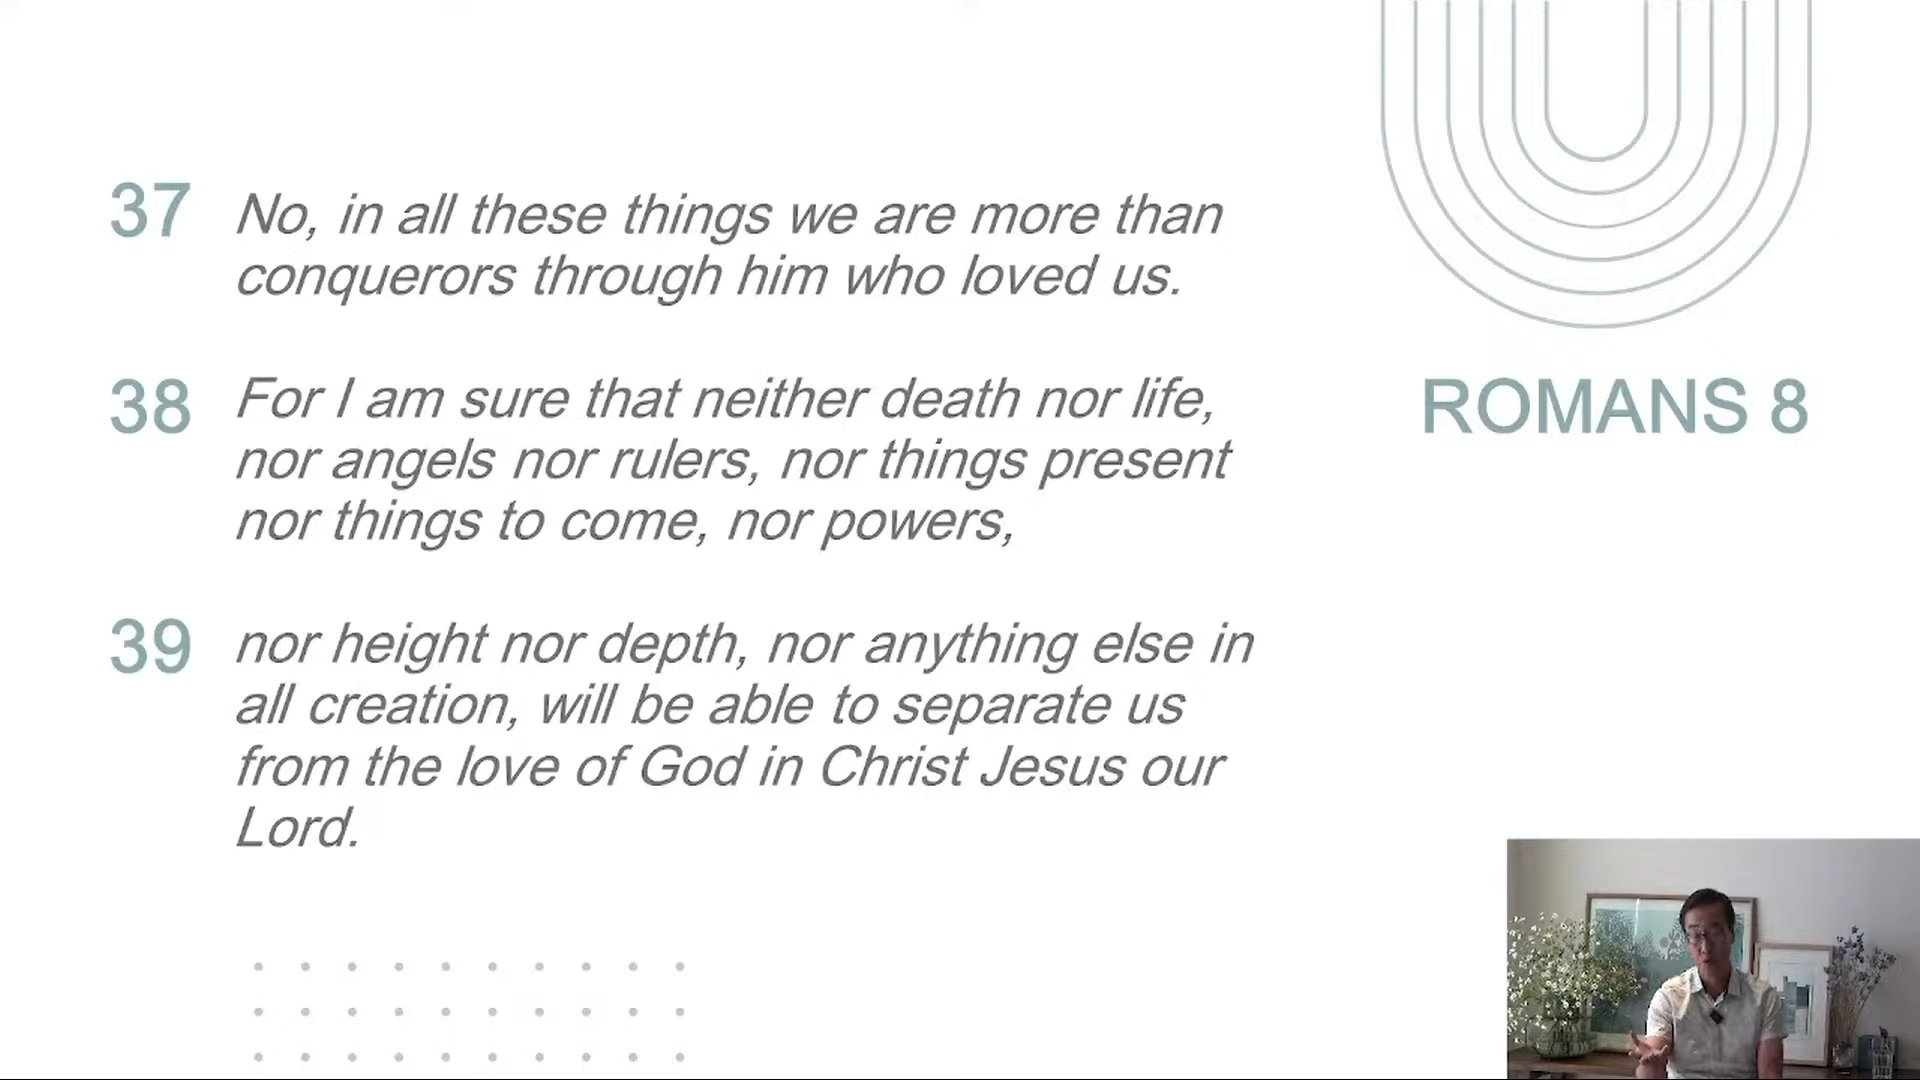 37 No, in all these things we are more than
conquerors through him who loved us.
38 For I am sure that neither death nor life,
nor angels nor rulers, nor things present
nor things to come, nor powers,
39 nor height nor depth, nor anything else in
all creation, will be able to separate us
from the love of God in Christ Jesus our
Lord.
ROMANS 8